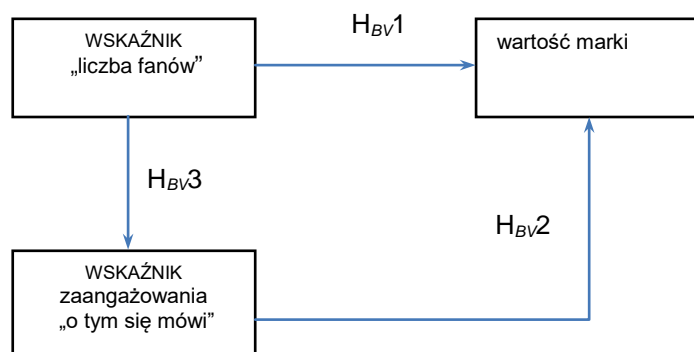 WSKAŹNIK
„liczba fanów”
H_BV1
wartość marki
H_BV3
H_BV2
WSKAŹNIK
zaangażowania
„o tym się mówi”